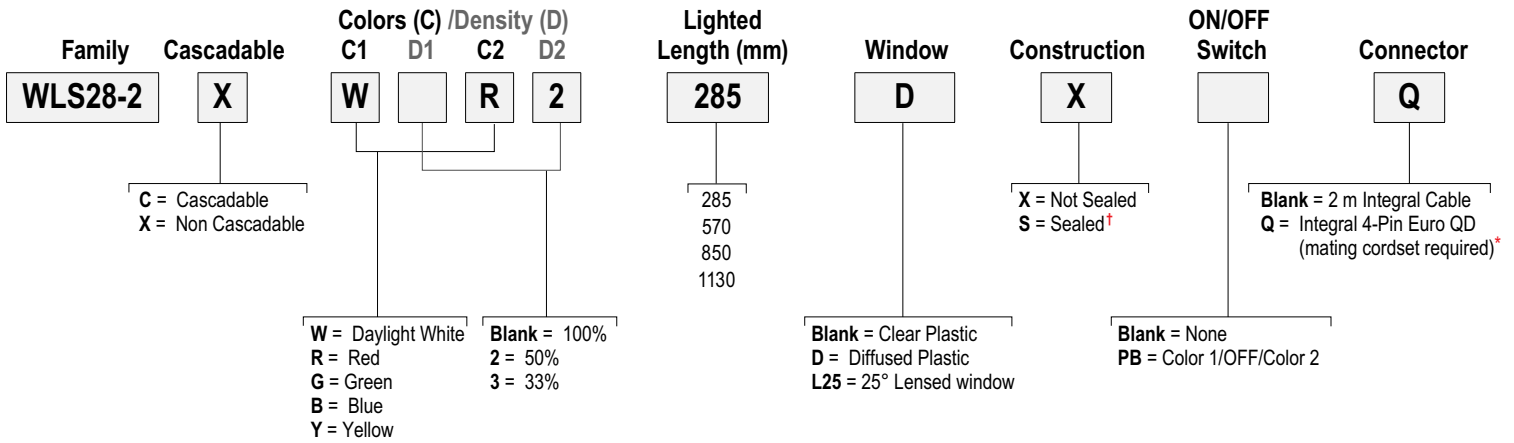 Colors (C) /Density (D)
Lighted
ON/OFF
Family Cascadable C1 D1 C2 D2 Length (mm) Window Construction Switch Connector
WLS28-2 X W R 2 285 D X Q
C = Cascadable
X = Non Cascadable
285
570
850
1130
X = Not Sealed
S = Sealed†
Blank = 2 m Integral Cable
Q = Integral 4-Pin Euro QD
(mating cordset required)*
W = Daylight White
R = Red
G = Green
B = Blue
Y = Yellow
Blank = 100%
2 = 50%
3 = 33%
Blank = Clear Plastic
D = Diffused Plastic
L25 = 25° Lensed window
Blank = None
PB = Color 1/OFF/Color 2